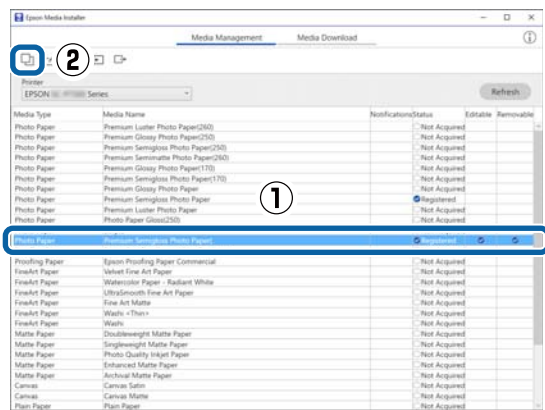 Epson Media Installer
Media Management Media Download
②
Printer
EPSON Series
Refresh
Media Type Media Name Notifications Status Editable Removable
Photo Paper Premium Luster Photo Paper(260) Not Acquired
Photo Paper Premium Glossy Photo Paper(250) Not Acquired
Photo Paper Premium Semigloss Photo Paper(250) Not Acquired
Photo Paper Premium Semimatte Photo Paper(260) Not Acquired
Photo Paper Premium Glossy Photo Paper(170) Not Acquired
Photo Paper Premium Semigloss Photo Paper(170) Not Acquired
Photo Paper Premium Glossy Photo Paper Not Acquired
Photo Paper Premium Semigloss Photo Paper Registered
①
Photo Paper Premium Luster Photo Paper Not Acquired
Photo Paper Photo Paper Gloss(250) Not Acquired
Photo Paper Premium Semigloss Photo Paper( Registered
Proofing Paper Epson Proofing Paper Commercial Not Acquired
FineArt Paper Velvet Fine Art Paper Not Acquired
FineArt Paper Watercolor Paper - Radiant White Not Acquired
FineArt Paper UltraSmooth Fine Art Paper Not Acquired
FineArt Paper Fine Art Matte Not Acquired
FineArt Paper Washi <Thin> Not Acquired
FineArt Paper Washi Not Acquired
Matte Paper Doubleweight Matte Paper Not Acquired
Matte Paper Singleweight Matte Paper Not Acquired
Matte Paper Photo Quality Inkjet Paper Not Acquired
Matte Paper Enhanced Matte Paper Not Acquired
Matte Paper Archival Matte Paper Not Acquired
Canvas Canvas Satin Not Acquired
Canvas Canvas Matte Not Acquired
Plain Paper Plain Paper Not Acquired